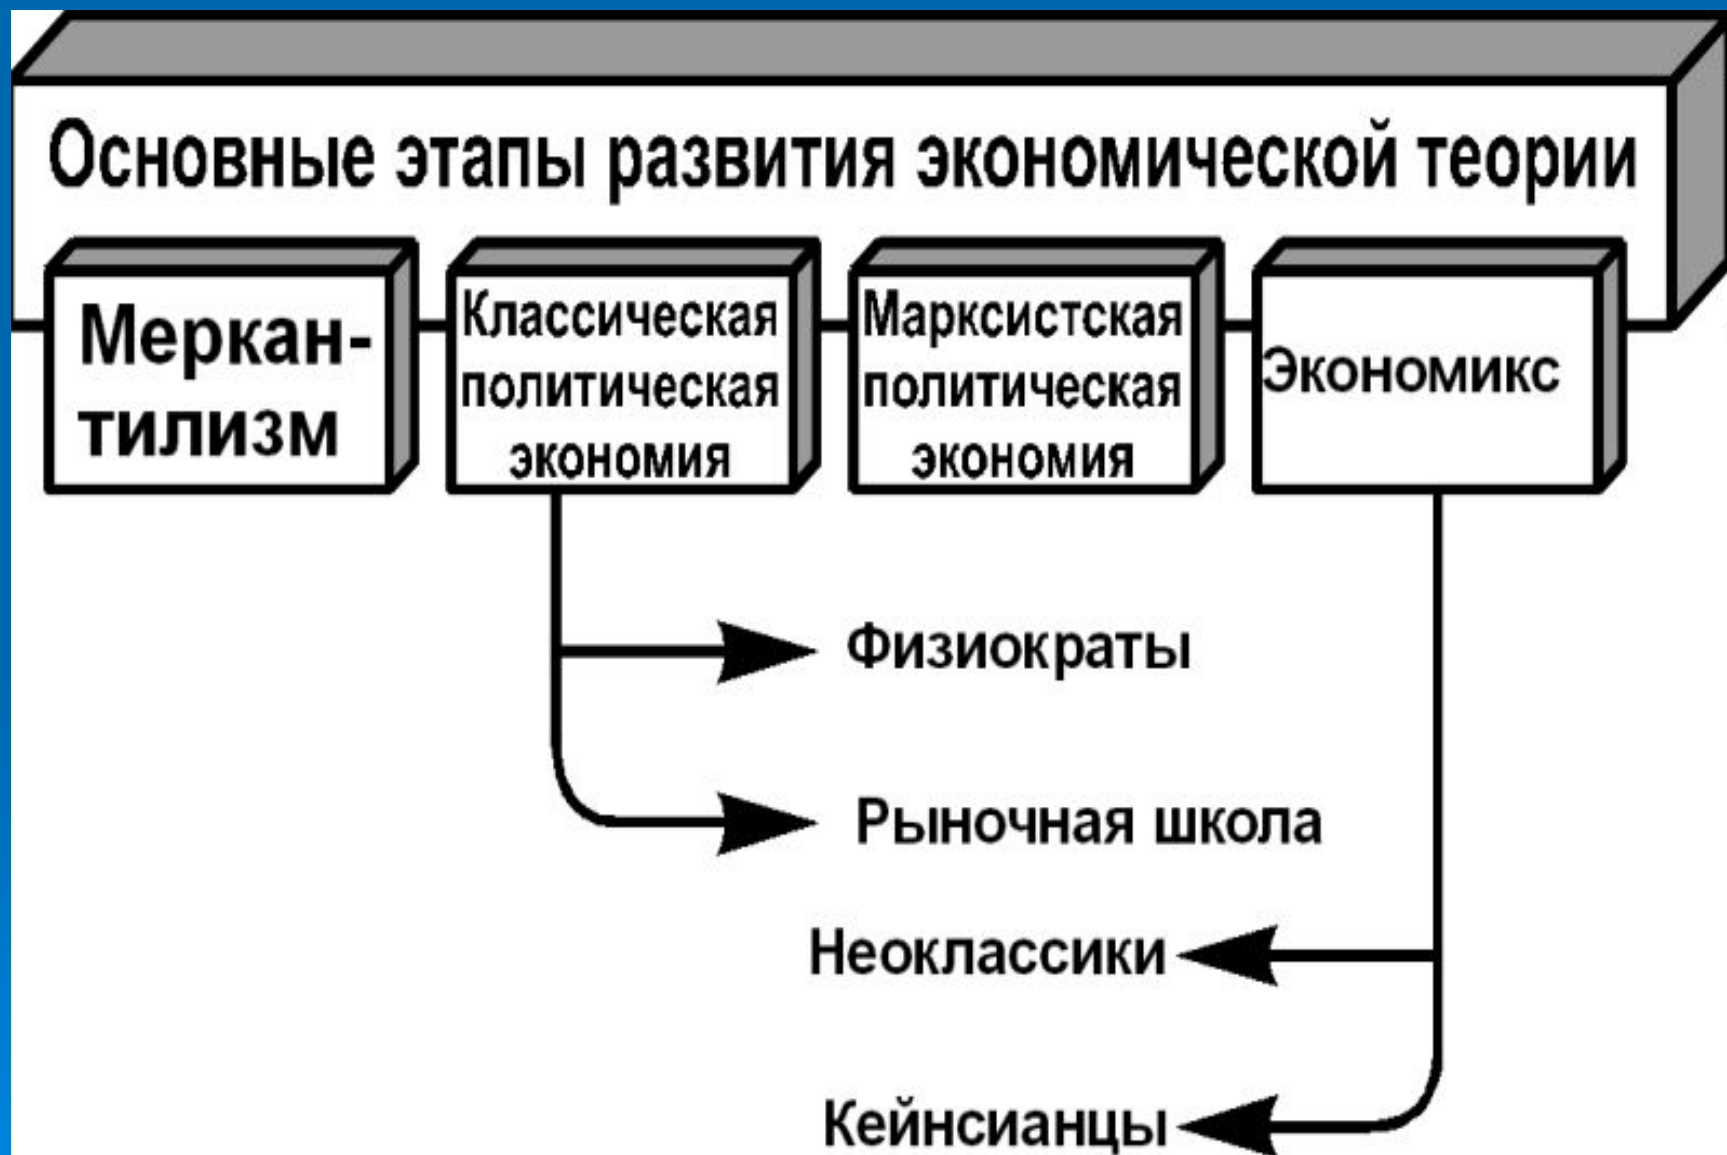 Основные этапы развития экономической теории
Меркан-
тилизм
Классическая
политическая
экономия
Марксистская
политическая
экономия
Экономикс
Физиократы
Рыночная школа
Неоклассики
Кейнсианцы